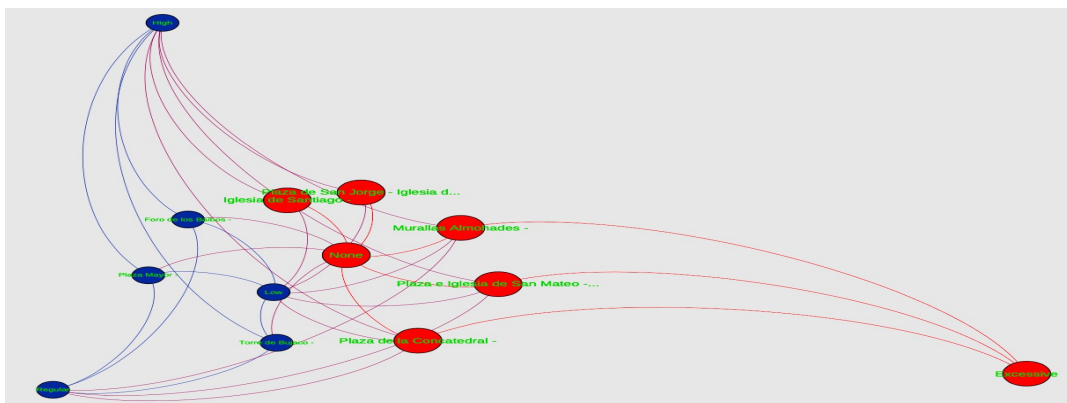 High
Plaza de San Jorge - Iglesia d...
Iglesia de Santiago
Foro de los Balbos -
Murallas Almohades -
None
Plaza Mayor -
Plaza e Iglesia de San Mateo -...
Low
Torre de Bujaco -
Plaza de la Concatedral -
Excessive
Regular